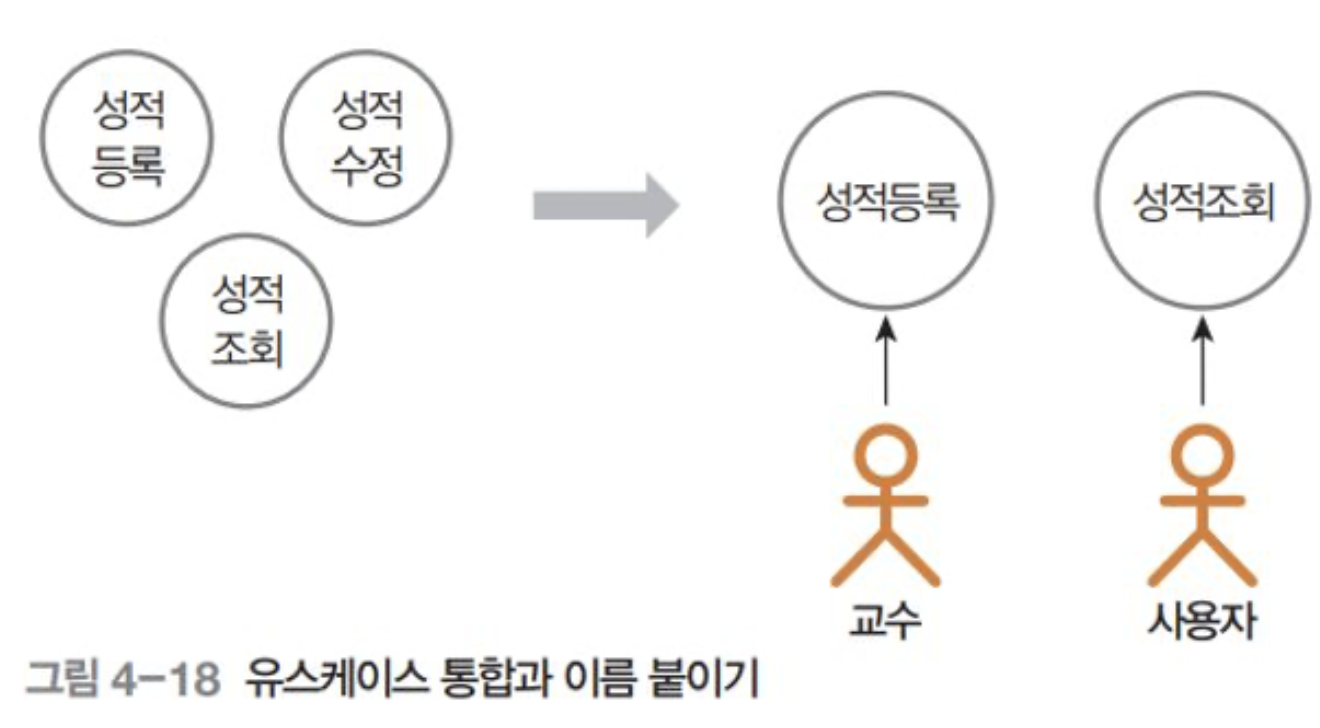 성적
등록
성적
수정
성적
조회
성적등록
성적조회
교수
사용자
그림 4-18 유스케이스 통합과 이름 붙이기